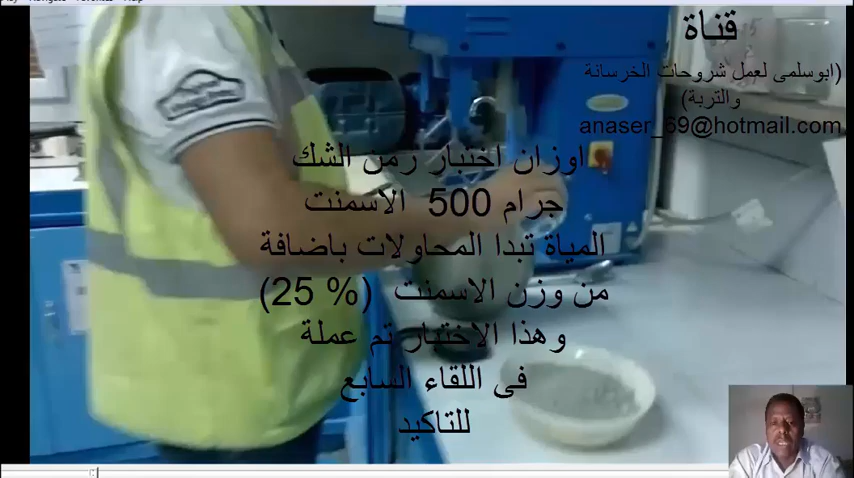 قناة
(ابوسلمى لعمل شروحات الخرسانة
والتربة)
anaser_69@hotmail.com
اوزان اختبار زمن الشك
جرام 500 الاسمنت
المياة تبدا المحاولات باضافة
من وزن الاسمنت (% 25)
وهذا الاختبار تم عملة
فى اللقاء السابع
للتاكيد